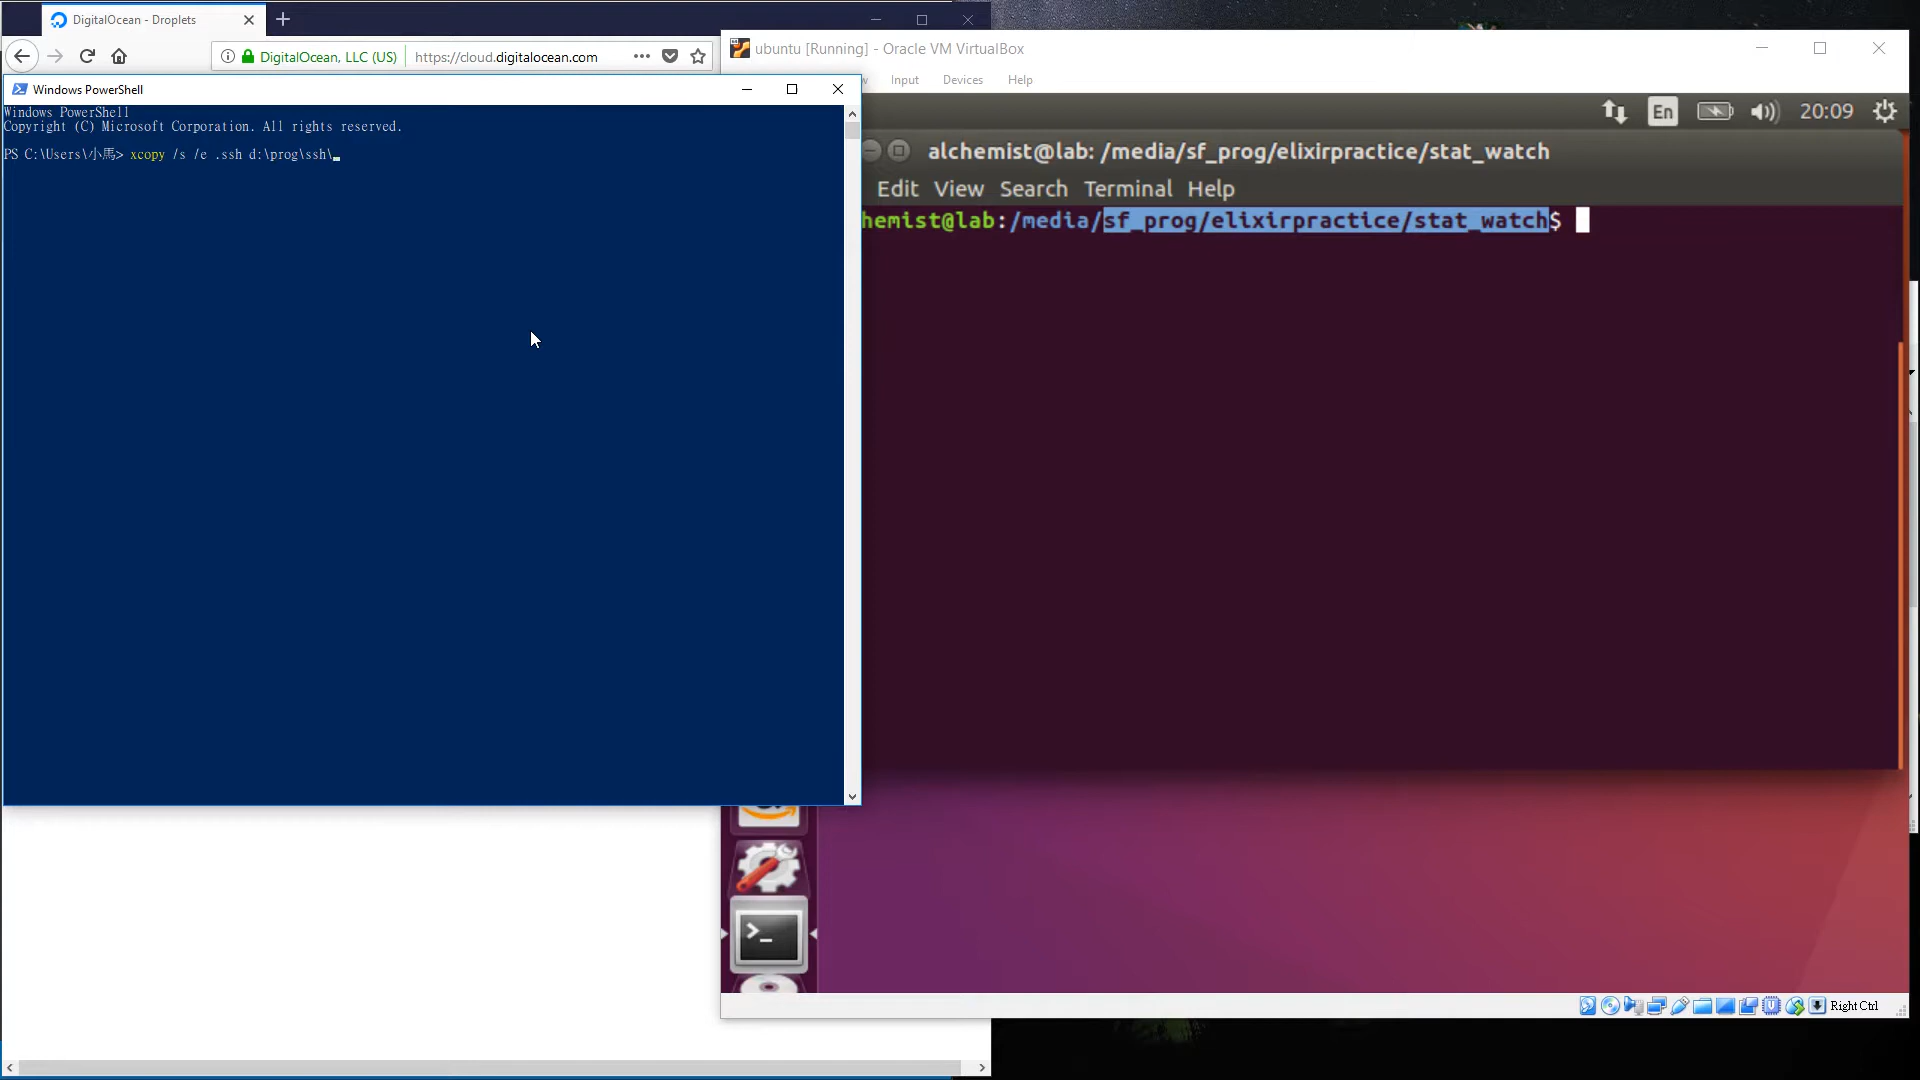 DigitalOcean - Droplets
DigitalOcean, LLC (US)
https://cloud.digitalocean.com
Windows PowerShell
Windows PowerShell
Copyright (C) Microsoft Corporation. All rights reserved.
PS C:\Users\小馬> xcopy /s /e .ssh d:\prog\ssh\
ubuntu [Running] - Oracle VM VirtualBox
Input Devices Help
En
20:09
alchemist@lab: /media/sf_prog/elixirpractice/stat_watch
Edit View Search Terminal Help
hemist@lab:/media/sf_prog/elixirpractice/stat_watch$
Right Ctrl